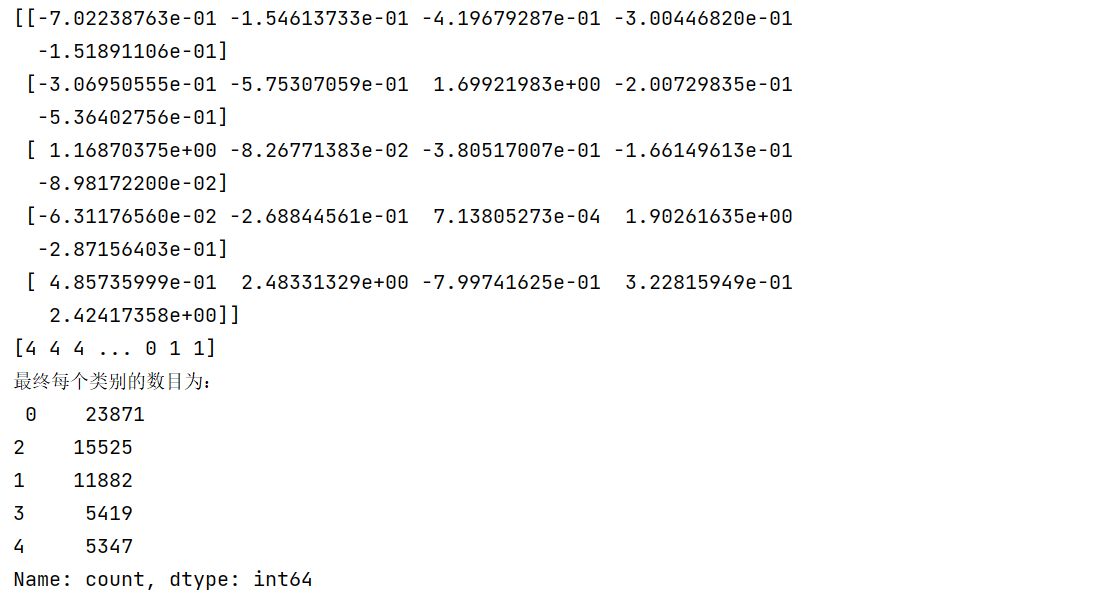 [[-7.02238763e-01 -1.54613733e-01 -4.19679287e-01 -3.00446820e-01
  -1.51891106e-01]
 [-3.06950555e-01 -5.75307059e-01  1.69921983e+00 -2.00729835e-01
  -5.36402756e-01]
 [ 1.16870375e+00 -8.26771383e-02 -3.80517007e-01 -1.66149613e-01
  -8.98172200e-02]
 [-6.31176560e-02 -2.68844561e-01  7.13805273e-04  1.90261635e+00
  -2.87156403e-01]
 [ 4.85735999e-01  2.48331329e+00 -7.99741625e-01  3.22815949e-01
   2.42417358e+00]]
[4 4 4 ... 0 1 1]
最终每个类别的数目为：
 0    23871
2    15525
1    11882
3     5419
4     5347
Name: count, dtype: int64